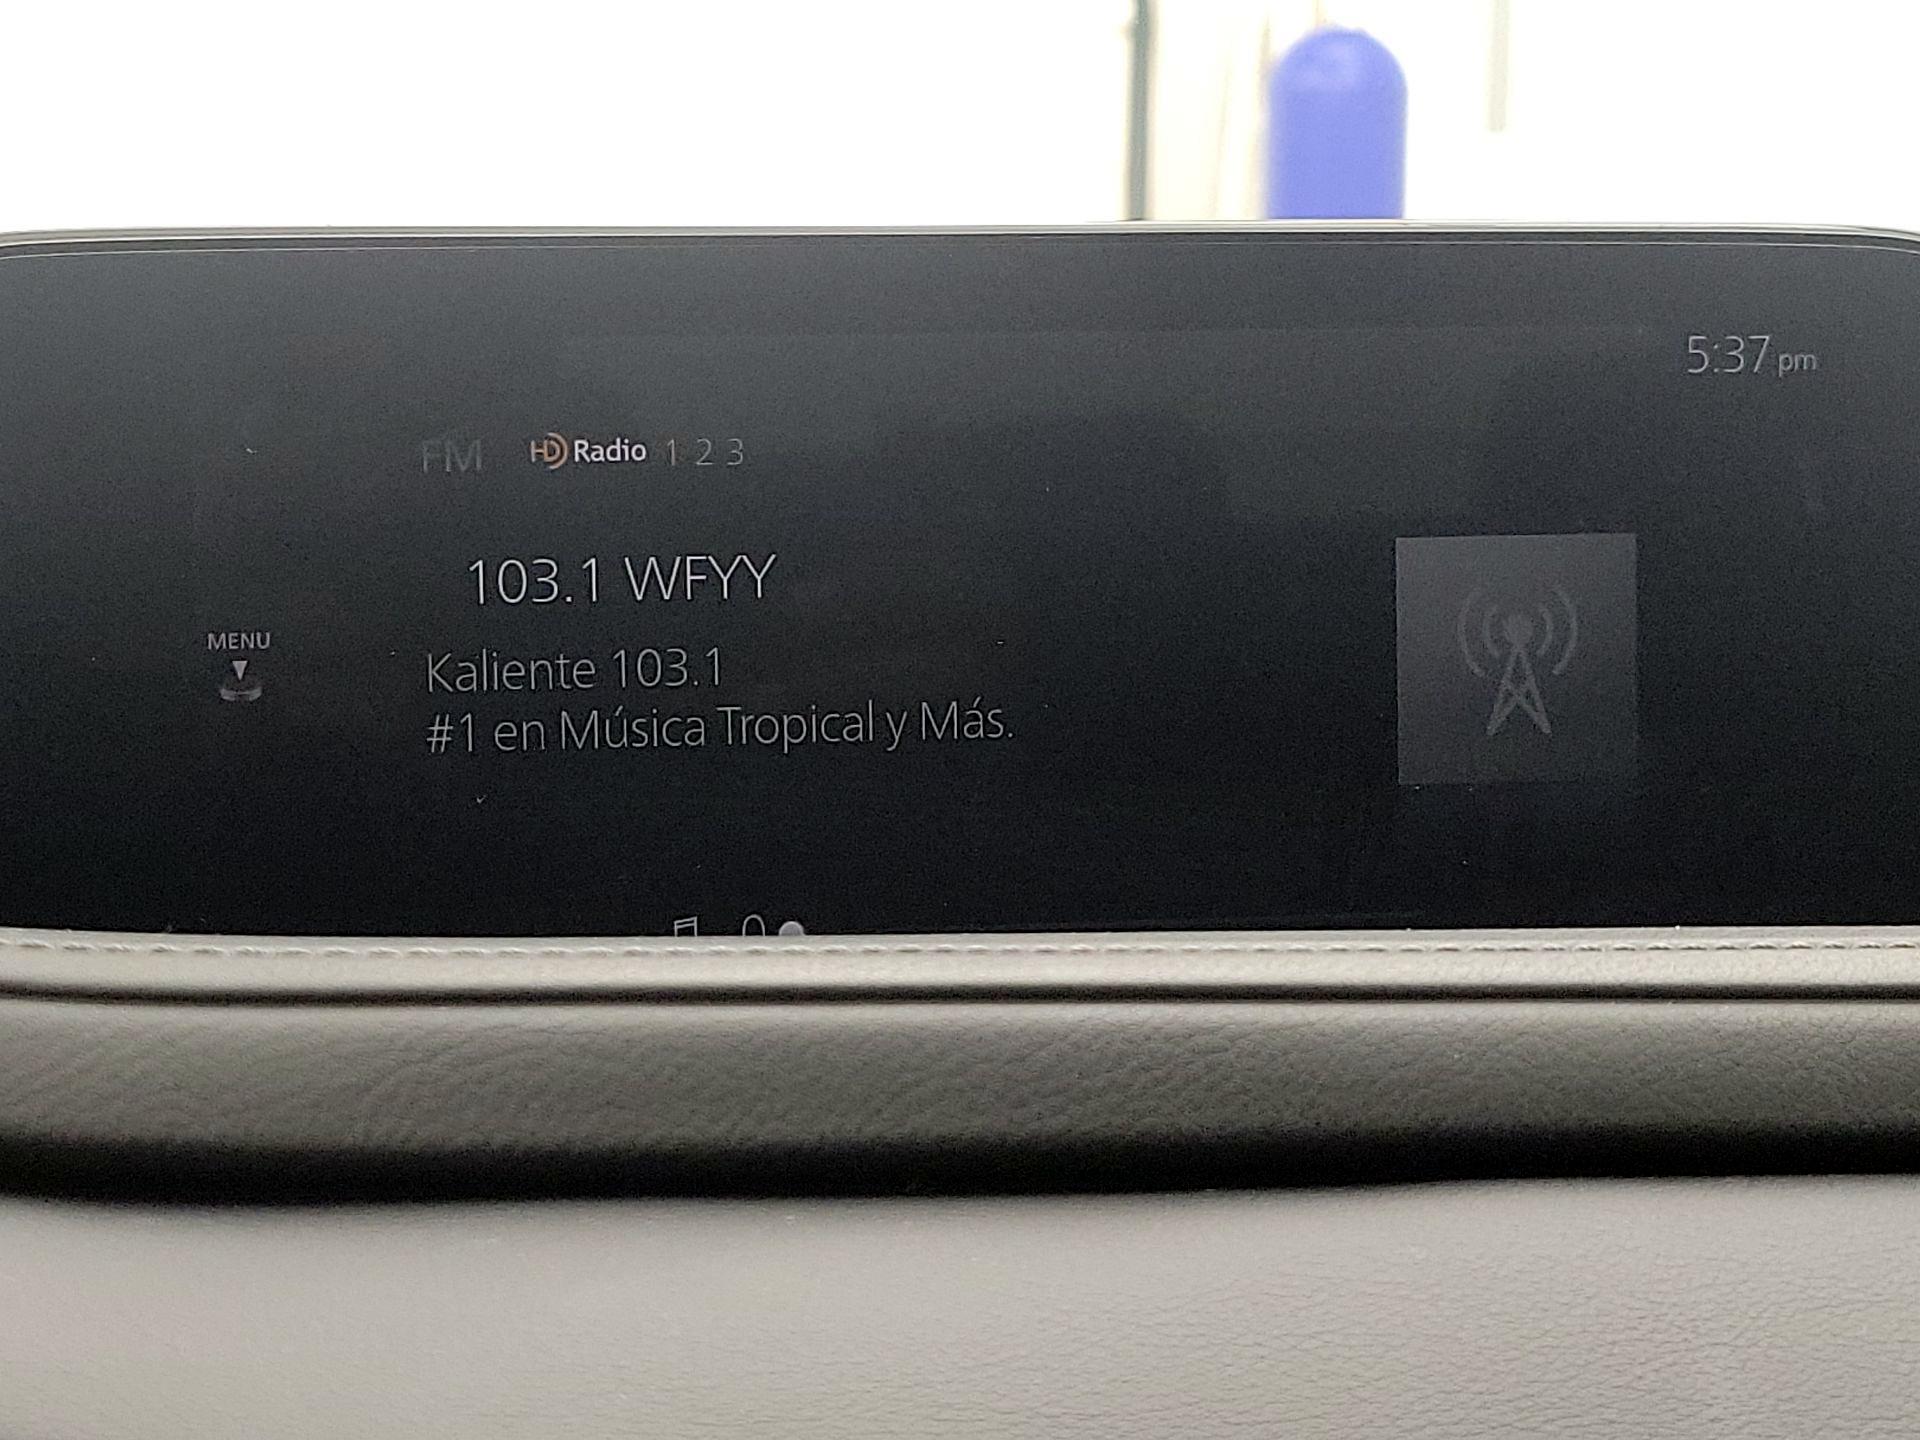 5:37 pm
FM HD Radio 1 2 3
103.1 WFYY
MENU
Kaliente 103.1
#1 en Música Tropical y Más.
0